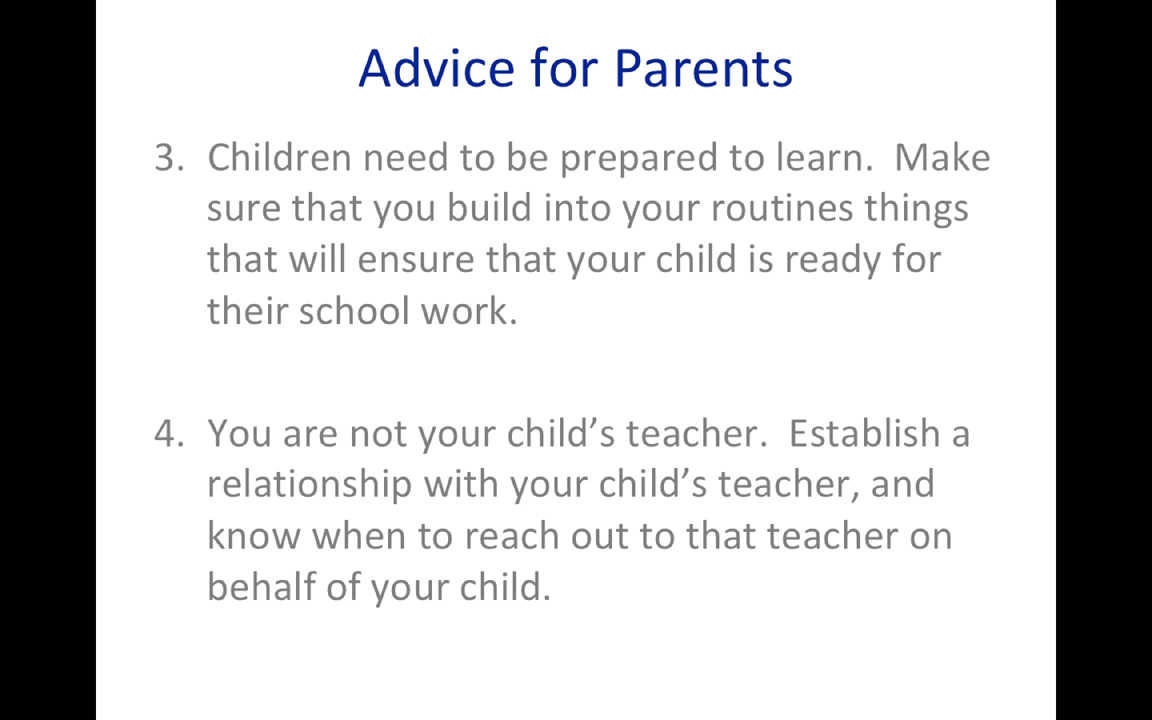 Advice for Parents
3. Children need to be prepared to learn.  Make
sure that you build into your routines things
that will ensure that your child is ready for
their school work.
4. You are not your child’s teacher.  Establish a
relationship with your child’s teacher, and
know when to reach out to that teacher on
behalf of your child.